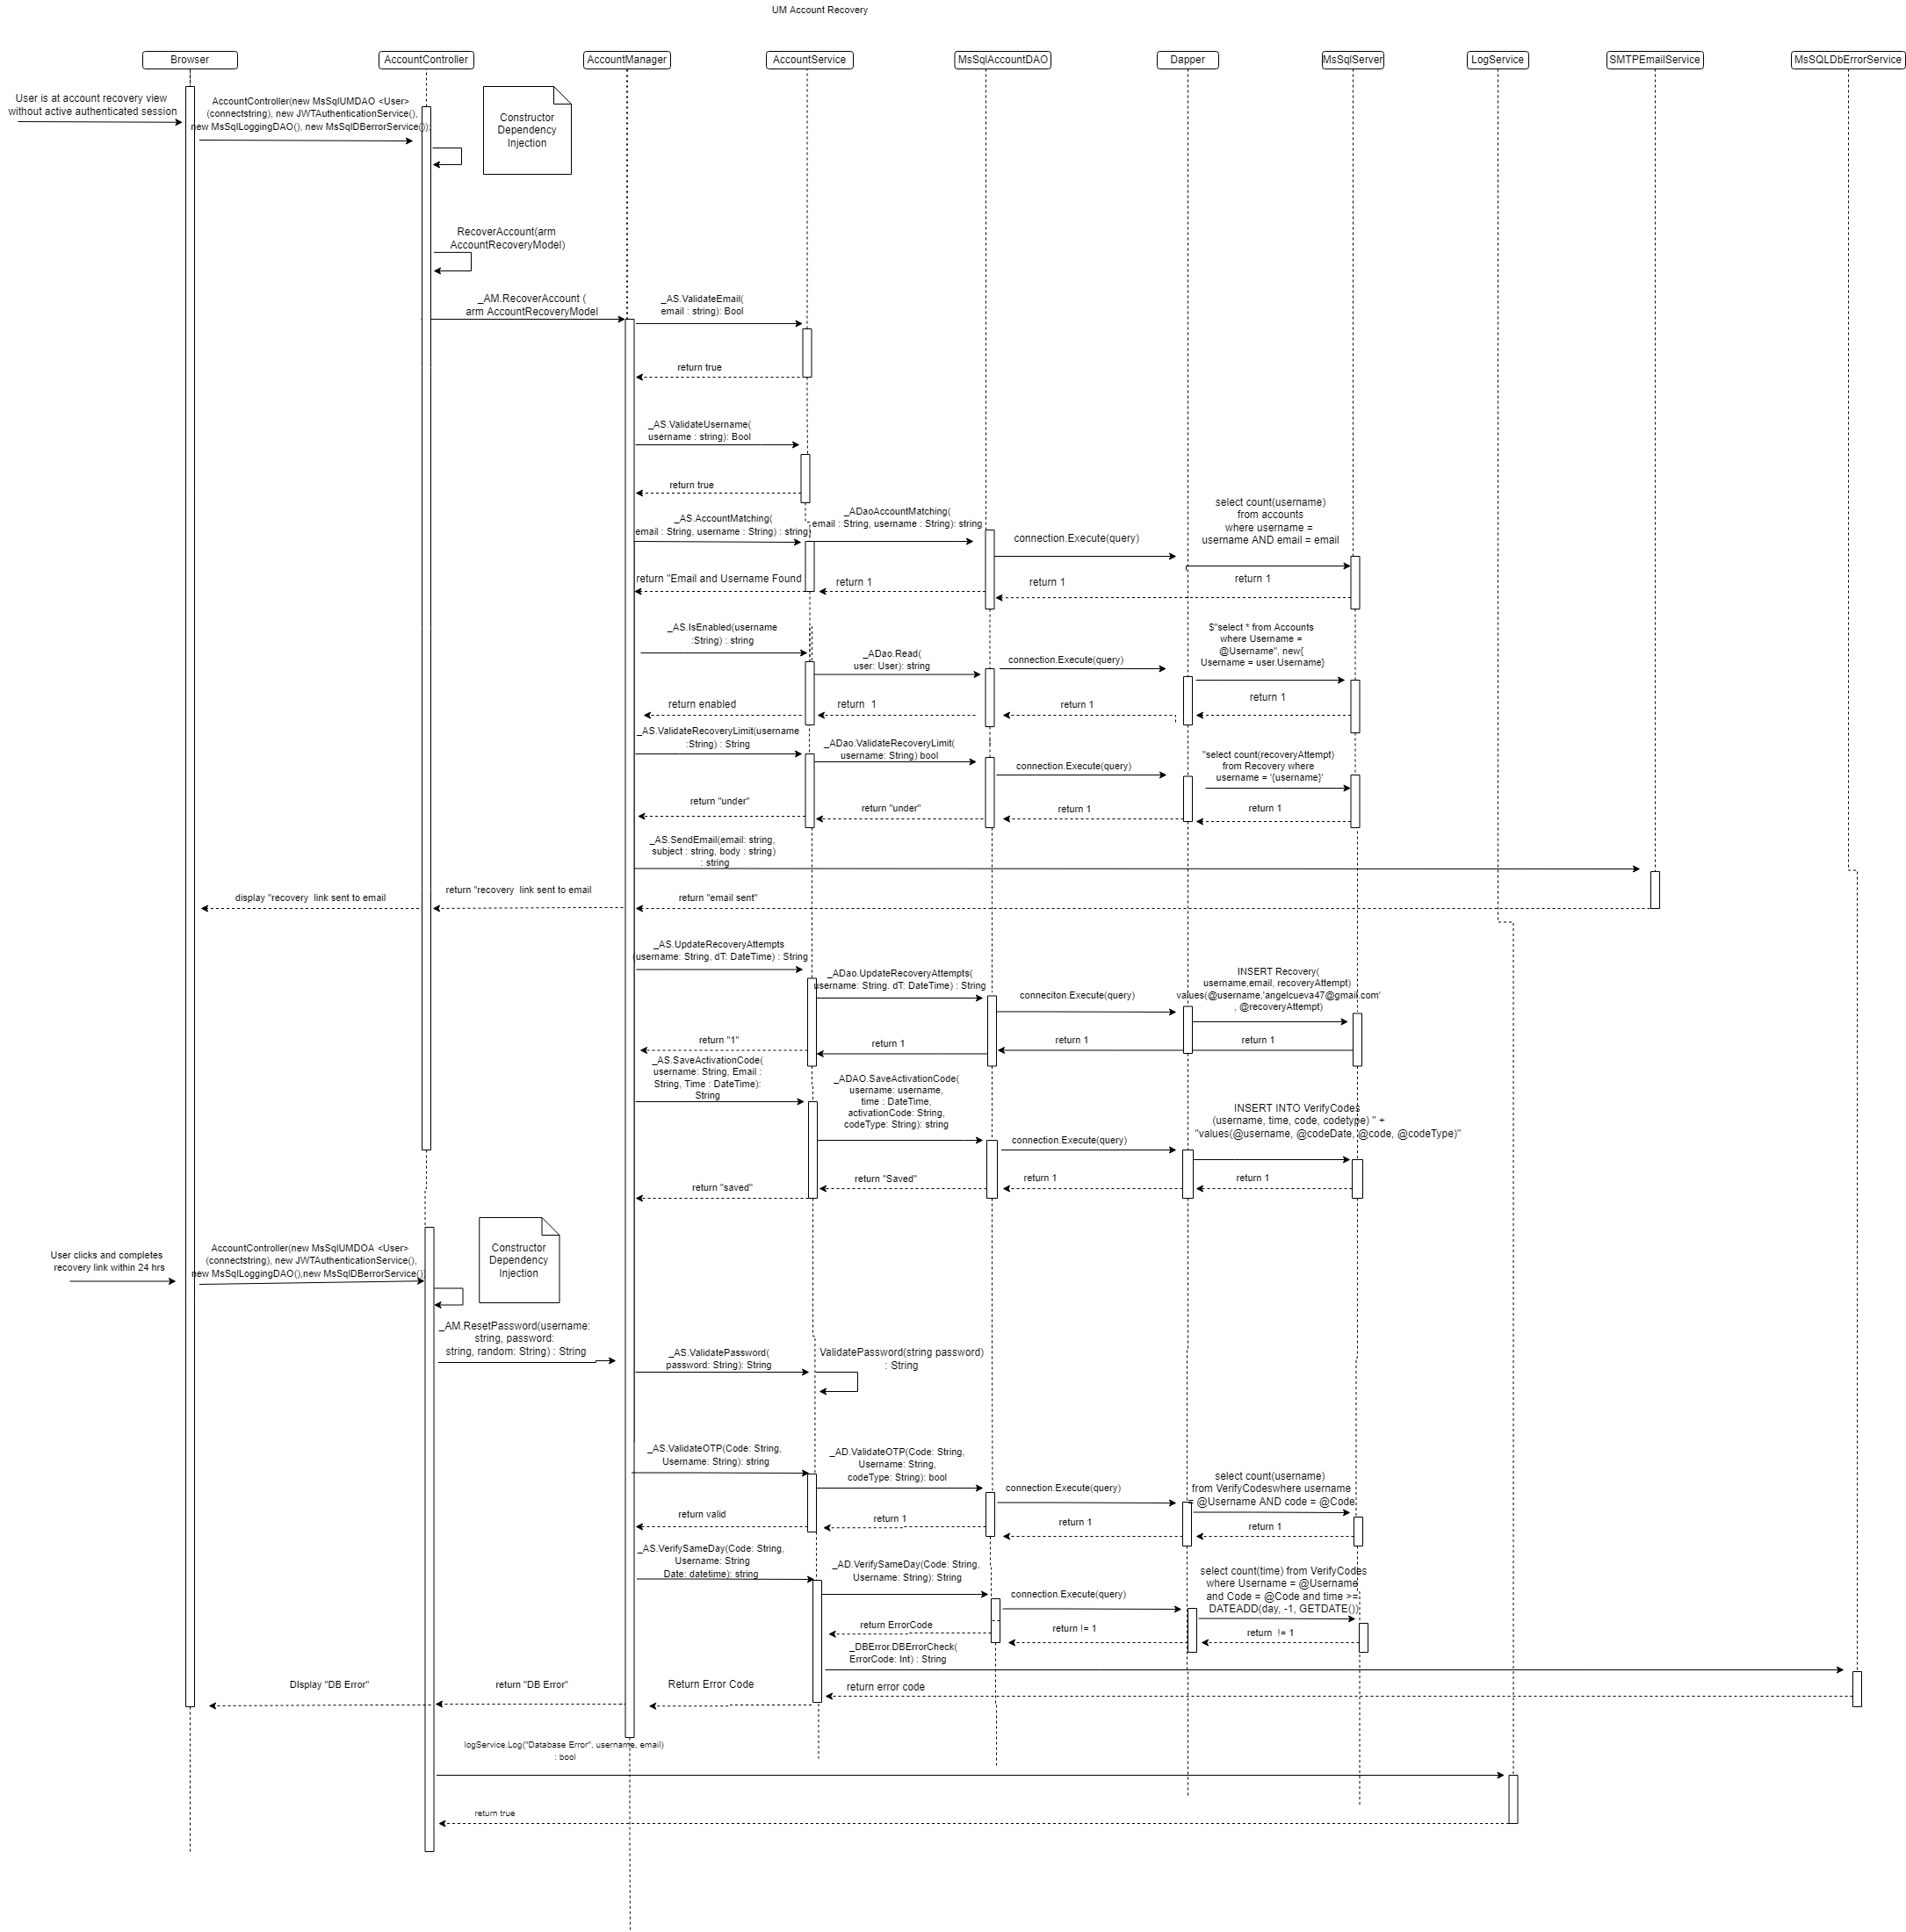 UM Account Recovery
Browser
AccountController
AccountManager
AccountService
MsSqlAccountDAO
Dapper
MsSqlServer
LogService
SMTPEmailService
MsSQLDbErrorService
User is at account recovery view
without active authenticated session
AccountController(new MsSqlUMDAO <User>
(connectstring), new JWTAuthenticationService(),
new MsSqlLoggingDAO(), new MsSqlDBerrorService());
Constructor
Dependency
Injection
RecoverAccount(arm
AccountRecoveryModel)
_AM.RecoverAccount (
arm AccountRecoveryModel
_AS.ValidateEmail(
email : string): Bool
return true
_AS.ValidateUsername(
username : string): Bool
return true
_AS.AccountMatching(
email : String, username : String) : string
_ADaoAccountMatching(
email : String, username : String): string
connection.Execute(query)
select count(username)
from accounts
where username =
username AND email = email
return "Email and Username Found
return 1
return 1
return 1
_AS.IsEnabled(username
:String) : string
_ADao.Read(
user: User): string
connection.Execute(query)
$"select * from Accounts
where Username =
@Username", new{
Username = user.Username}
return enabled
return  1
return 1
return 1
_AS.ValidateRecoveryLimit(username
:String) : String
_ADao.ValidateRecoveryLimit(
username: String) bool
connection.Execute(query)
"select count(recoveryAttempt)
from Recovery where
username = '{username}'
return "under"
return "under"
return 1
return 1
_AS.SendEmail(email: string,
subject : string, body : string)
: string
display "recovery  link sent to email
return "recovery  link sent to email
return "email sent"
_AS.UpdateRecoveryAttempts
(username: String, dT: DateTime) : String
_ADao.UpdateRecoveryAttempts(
username: String. dT: DateTime) : String
conneciton.Execute(query)
INSERT Recovery(
username,email, recoveryAttempt)
values(@username,'angelcueva47@gmail.com'
, @recoveryAttempt)
return "1"
return 1
return 1
return 1
_AS.SaveActivationCode(
username: String, Email :
String, Time : DateTime):
String
_ADAO.SaveActivationCode(
username: username,
time : DateTime,
activationCode: String,
codeType: String): string
connection.Execute(query)
INSERT INTO VerifyCodes
(username, time, code, codetype) " +
"values(@username, @codeDate, @code, @codeType)"
return "saved"
return "Saved"
return 1
return 1
User clicks and completes
recovery link within 24 hrs
AccountController(new MsSqlUMDOA <User>
(connectstring), new JWTAuthenticationService(),
new MsSqlLoggingDAO(),new MsSqlDBerrorService()
Constructor
Dependency
Injection
_AM.ResetPassword(username:
string, password:
string, random: String) : String
_AS.ValidatePassword(
password: String): String
ValidatePassword(string password)
: String
_AS.ValidateOTP(Code: String,
Username: String): string
_AD.ValidateOTP(Code: String,
Username: String,
codeType: String): bool
connection.Execute(query)
select count(username)
from VerifyCodeswhere username
= @Username AND code = @Code
return valid
return 1
return 1
return 1
_AS.VerifySameDay(Code: String,
Username: String
Date: datetime): string
_AD.VerifySameDay(Code: String,
Username: String): String
connection.Execute(query)
select count(time) from VerifyCodes
where Username = @Username
and Code = @Code and time >=
DATEADD(day, -1, GETDATE())
return ErrorCode
return != 1
return  != 1
_DBError.DBErrorCheck(
ErrorCode: Int) : String
DIsplay "DB Error"
return "DB Error"
Return Error Code
return error code
logService.Log("Database Error", username, email)
: bool
return true